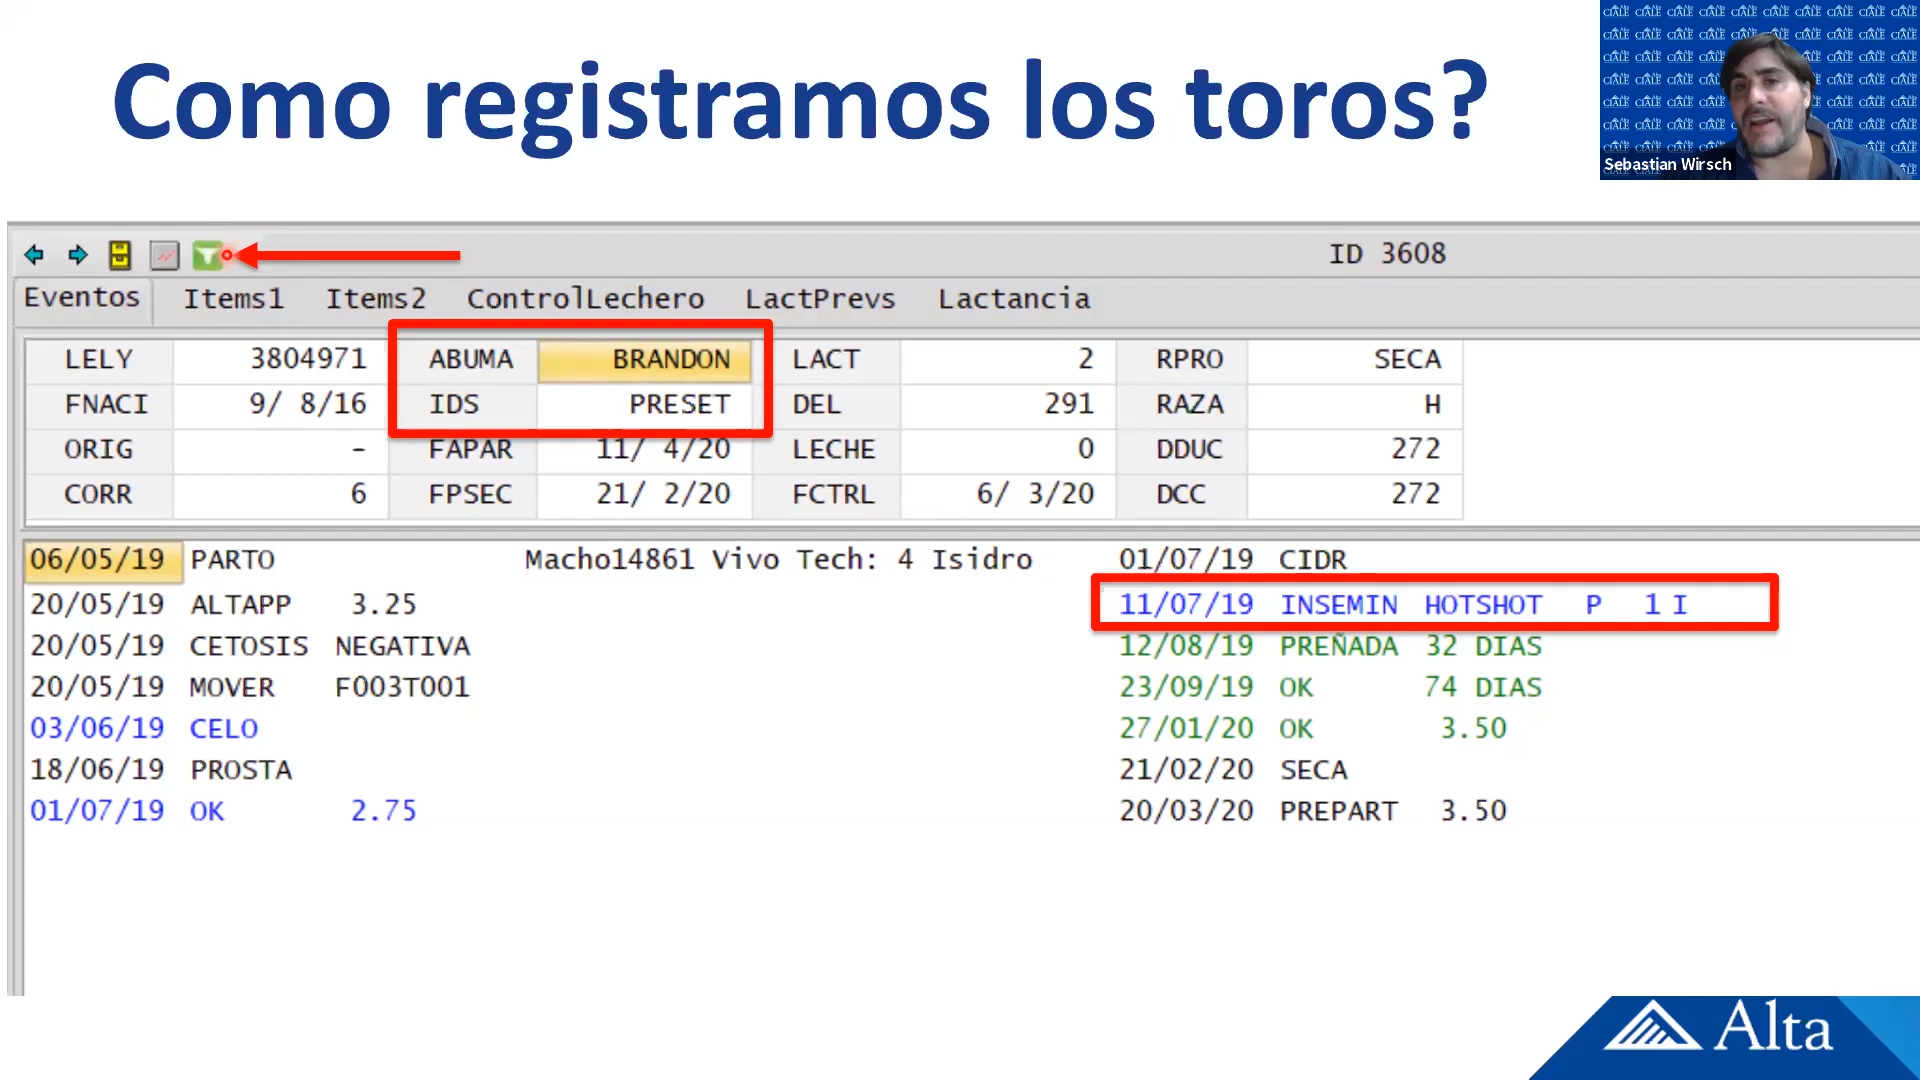 Como registramos los toros?
Sebastian Wirsch
ID 3608
Eventos Items1 Items2 ControlLechero LactPrevs Lactancia
LELY 3804971 ABUMA BRANDON LACT 2 RPRO SECA
FNACI 9/ 8/16 IDS PRESET DEL 291 RAZA H
ORIG - FAPAR 11/ 4/20 LECHE 0 DDUC 272
CORR 6 FPSEC 21/ 2/20 FCTRL 6/ 3/20 DCC 272
06/05/19 PARTO Macho14861 Vivo Tech: 4 Isidro
20/05/19 ALTAPP 3.25
20/05/19 CETOSIS NEGATIVA
20/05/19 MOVER F003T001
03/06/19 CELO
18/06/19 PROSTA
01/07/19 OK 2.75
01/07/19 CIDR
11/07/19 INSEMIN HOTSHOT P 1 I
12/08/19 PREÑADA 32 DIAS
23/09/19 OK 74 DIAS
27/01/20 OK 3.50
21/02/20 SECA
20/03/20 PREPART 3.50
Alta